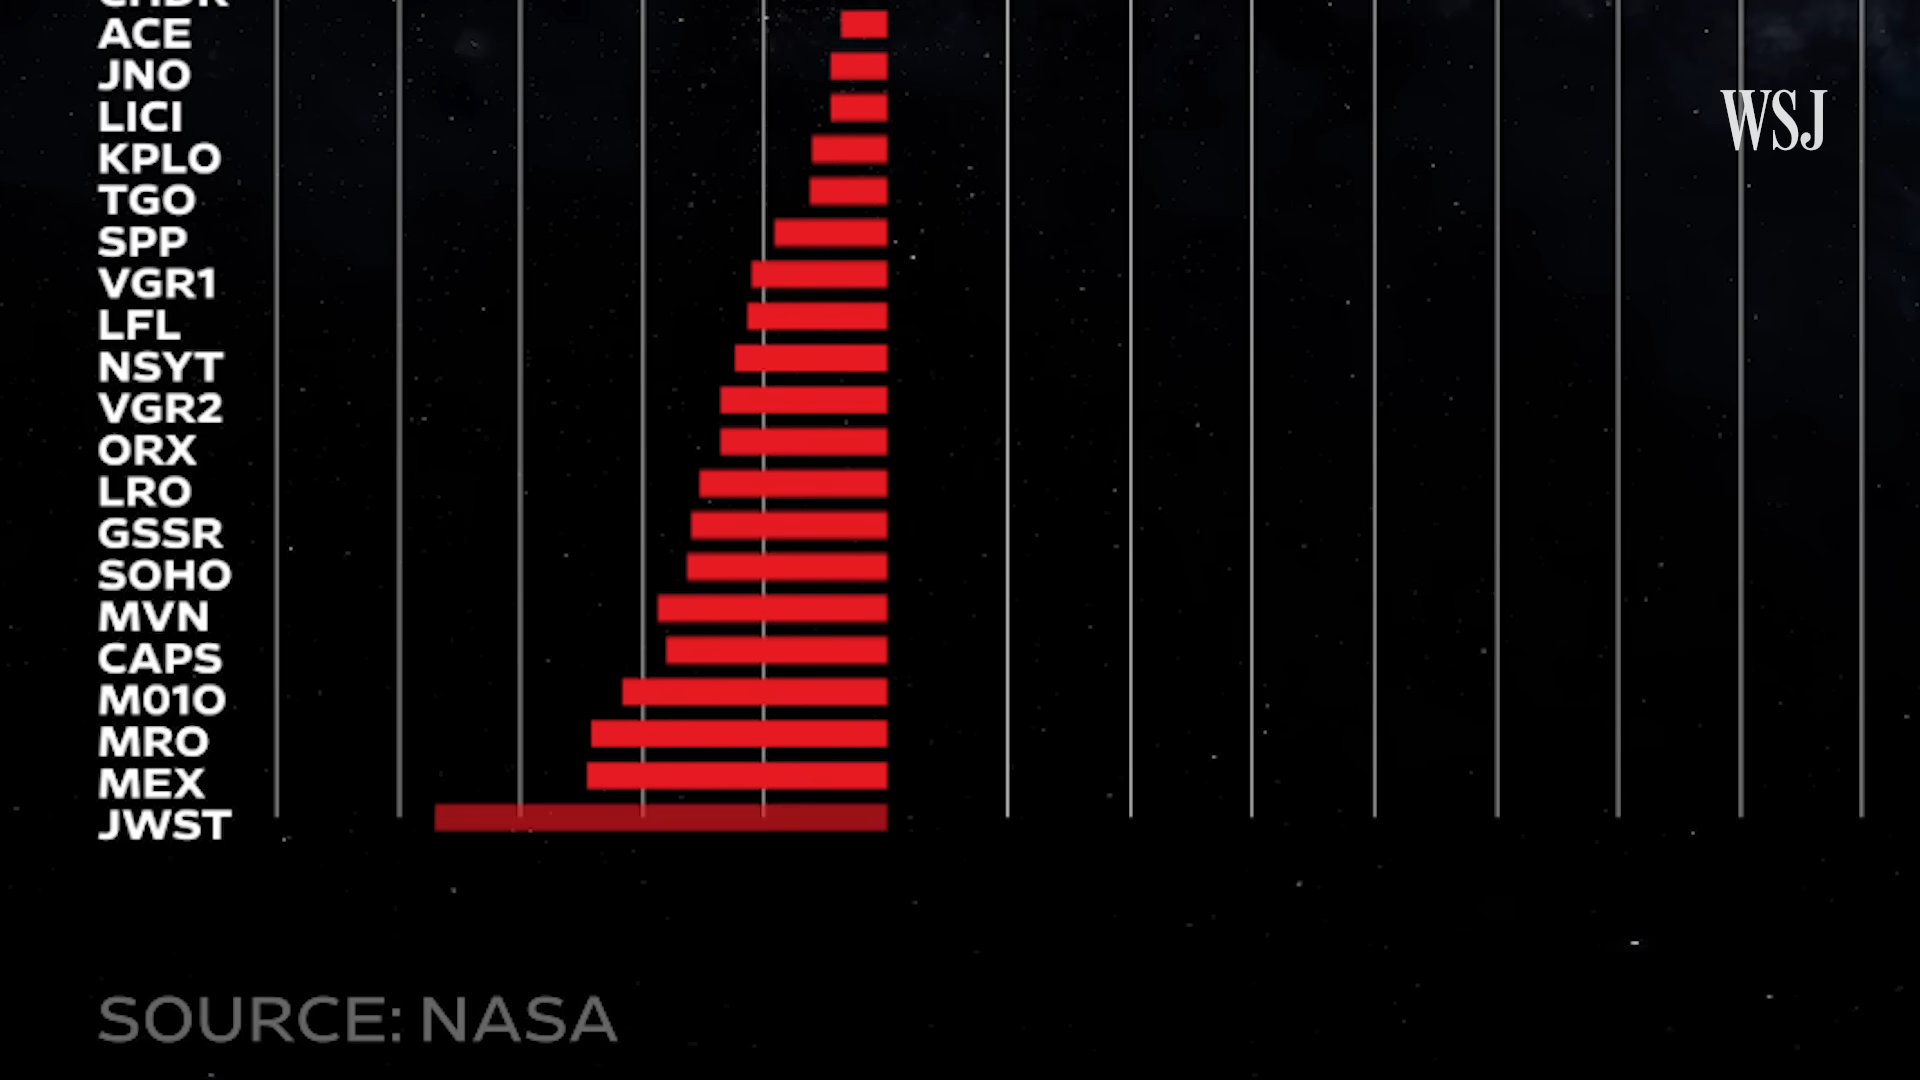 ACE
JNO
LICI
KPLO
TGO
SPP
VGR1
LFL
NSYT
VGR2
ORX
LRO
GSSR
SOHO
MVN
CAPS
M01O
MRO
MEX
JWST
WSJ
SOURCE: NASA